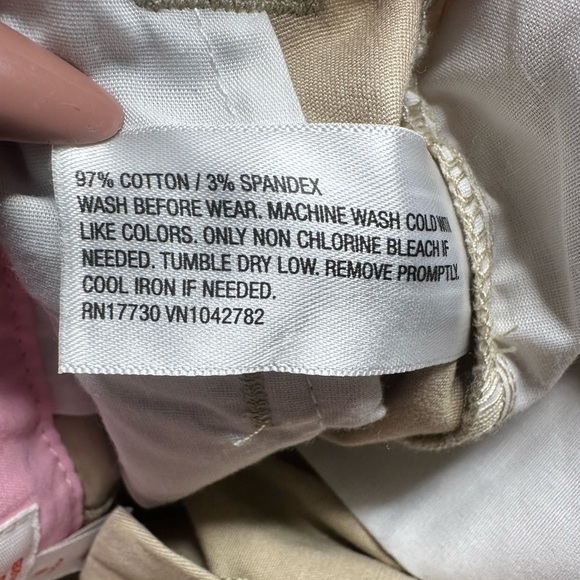 97% COTTON / 3% SPANDEX
WASH BEFORE WEAR. MACHINE WASH COLD WITH
LIKE COLORS. ONLY NON CHLORINE BLEACH IF
NEEDED. TUMBLE DRY LOW. REMOVE PROMPTLY.
COOL IRON IF NEEDED.
RN17730 VN1042782